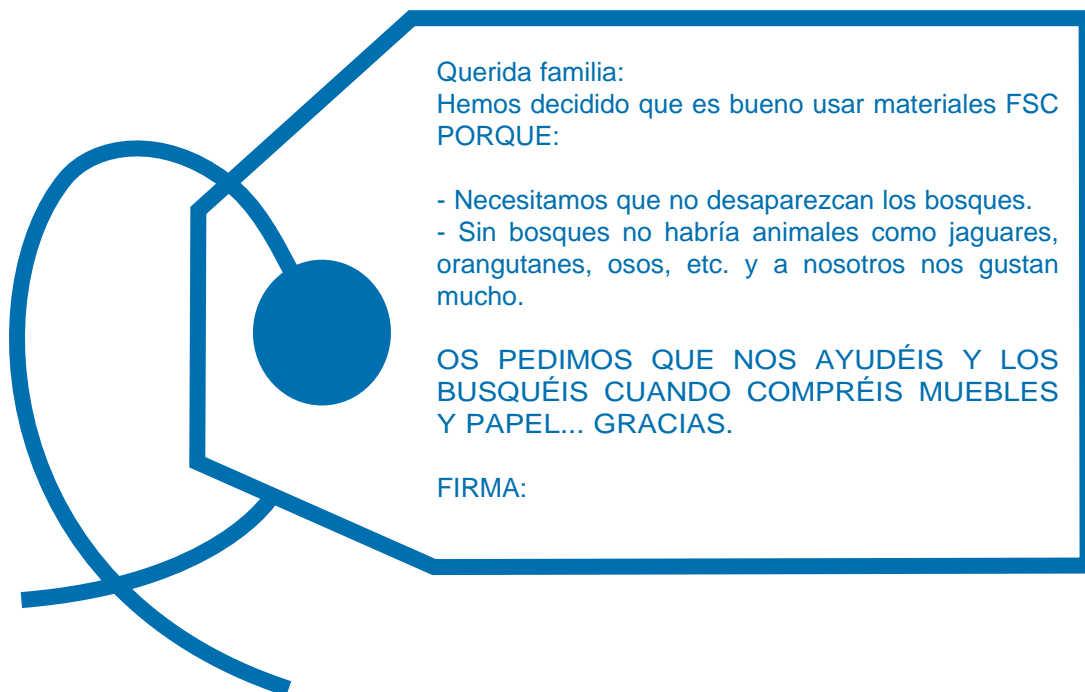 Querida familia:
Hemos decidido que es bueno usar materiales FSC
PORQUE:
- Necesitamos que no desaparezcan los bosques.
- Sin bosques no habría animales como jaguares,
orangutanes, osos, etc. y a nosotros nos gustan
mucho.
OS PEDIMOS QUE NOS AYUDÉIS Y LOS
BUSQUÉIS CUANDO COMPRÉIS MUEBLES
Y PAPEL... GRACIAS.
FIRMA: